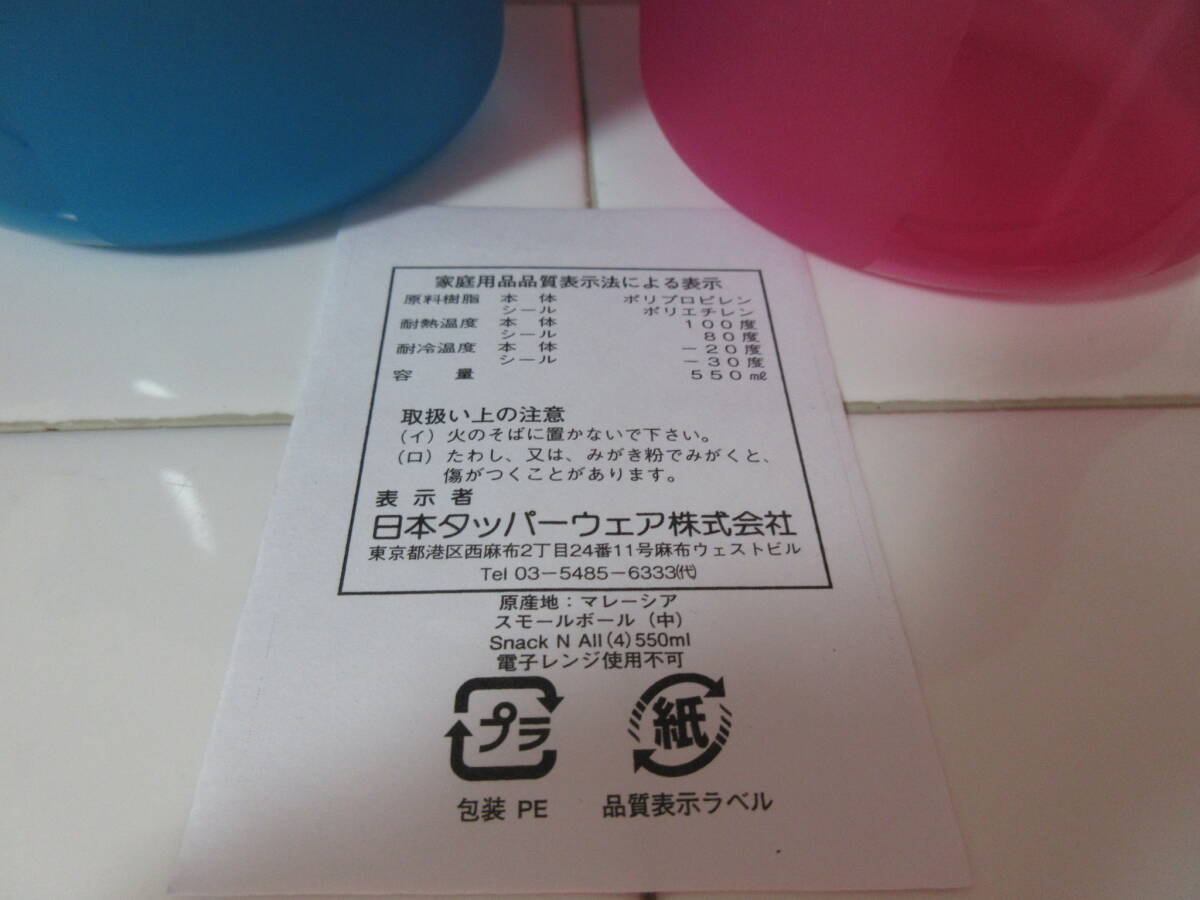 家庭用品品質表示法による表示
原料樹脂 本体 ポリプロピレン
シール ポリエチレン
耐熱温度 本体 100度
シール 80度
耐冷温度 本体 −20度
シール −30度
容量 550㎖
取扱い上の注意
(イ) 火のそばに置かないで下さい。
(ロ) たわし、又は、みがき粉でみがくと、
傷がつくことがあります。
表示者
日本タッパーウェア株式会社
東京都港区西麻布2丁目24番11号麻布ウェストビル
Tel 03−5485−6333㈹
原産地：マレーシア
スモールボール（中）
Snack N All (4) 550ml
電子レンジ使用不可
プラ 紙
包装 PE 品質表示ラベル